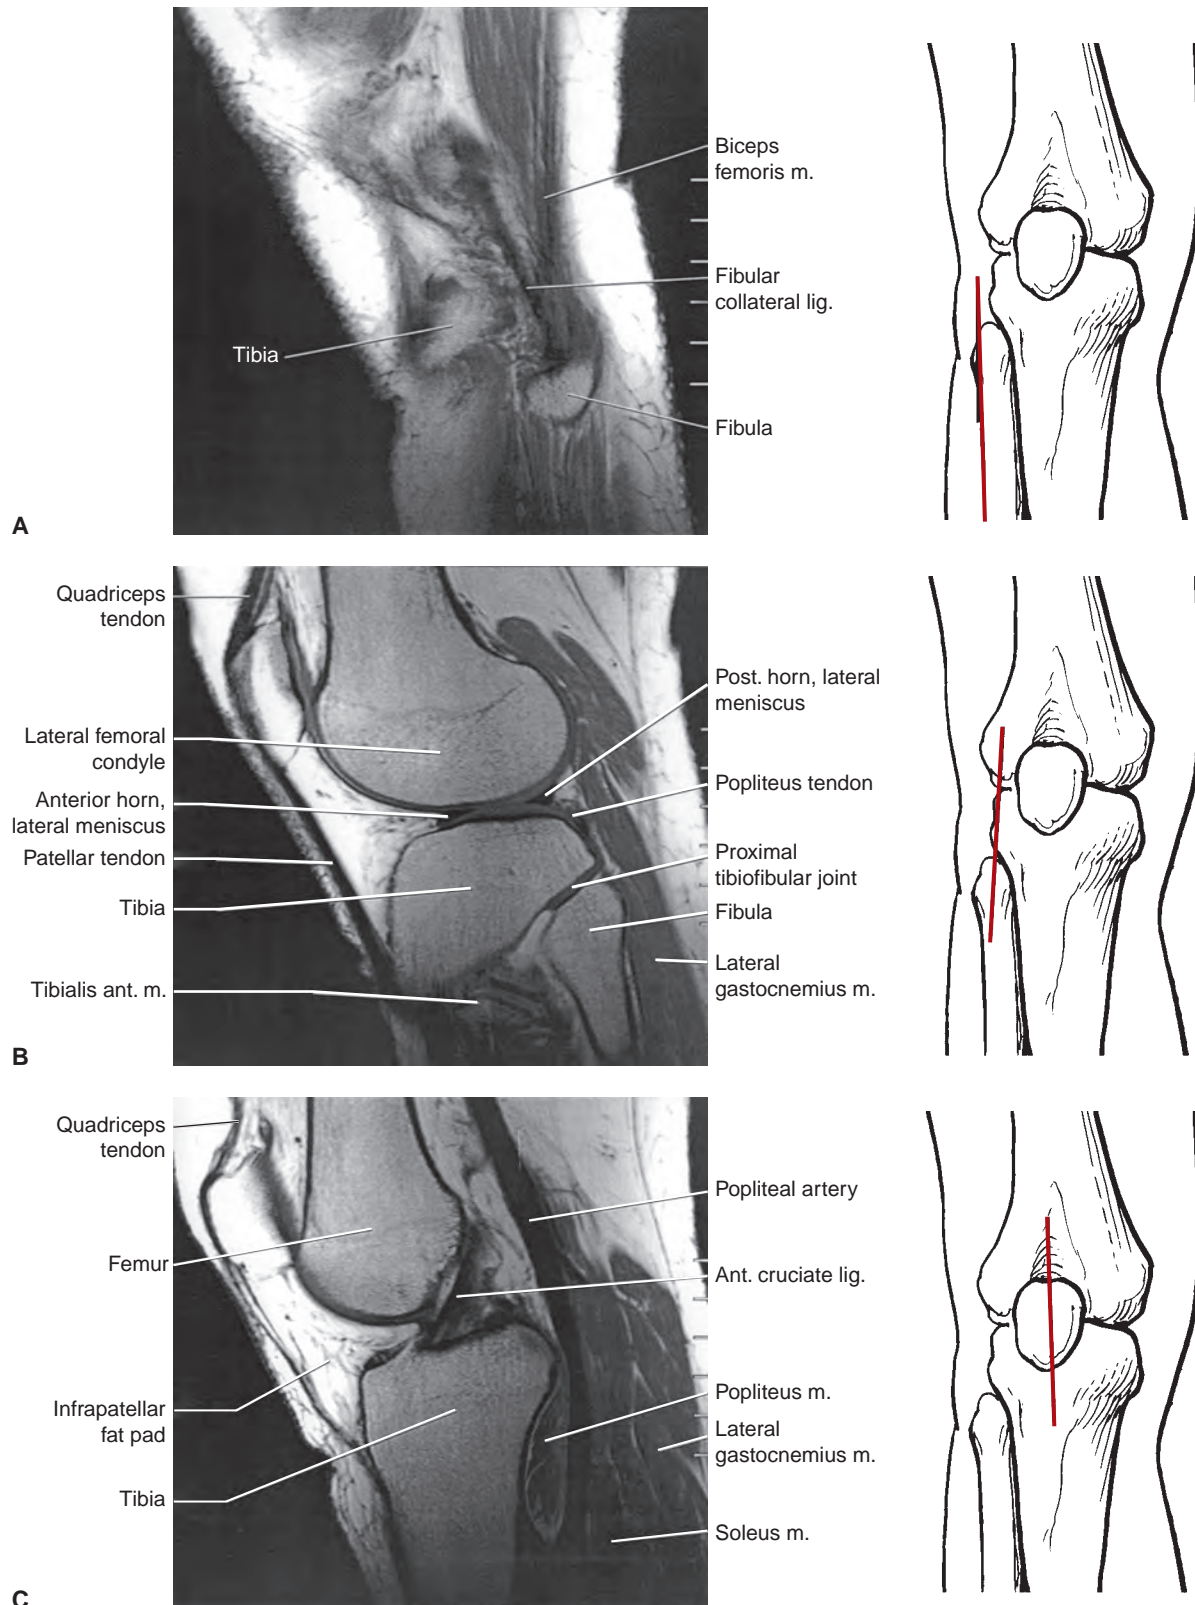 Biceps
femoris m.
Fibular
collateral lig.
Tibia
Fibula
A
Quadriceps
tendon
Lateral femoral
condyle
Anterior horn,
lateral meniscus
Patellar tendon
Tibia
Tibialis ant. m.
Post. horn, lateral
meniscus
Popliteus tendon
Proximal
tibiofibular joint
Fibula
Lateral
gastocnemius m.
B
Quadriceps
tendon
Femur
Infrapatellar
fat pad
Tibia
Popliteal artery
Ant. cruciate lig.
Popliteus m.
Lateral
gastocnemius m.
Soleus m.
C